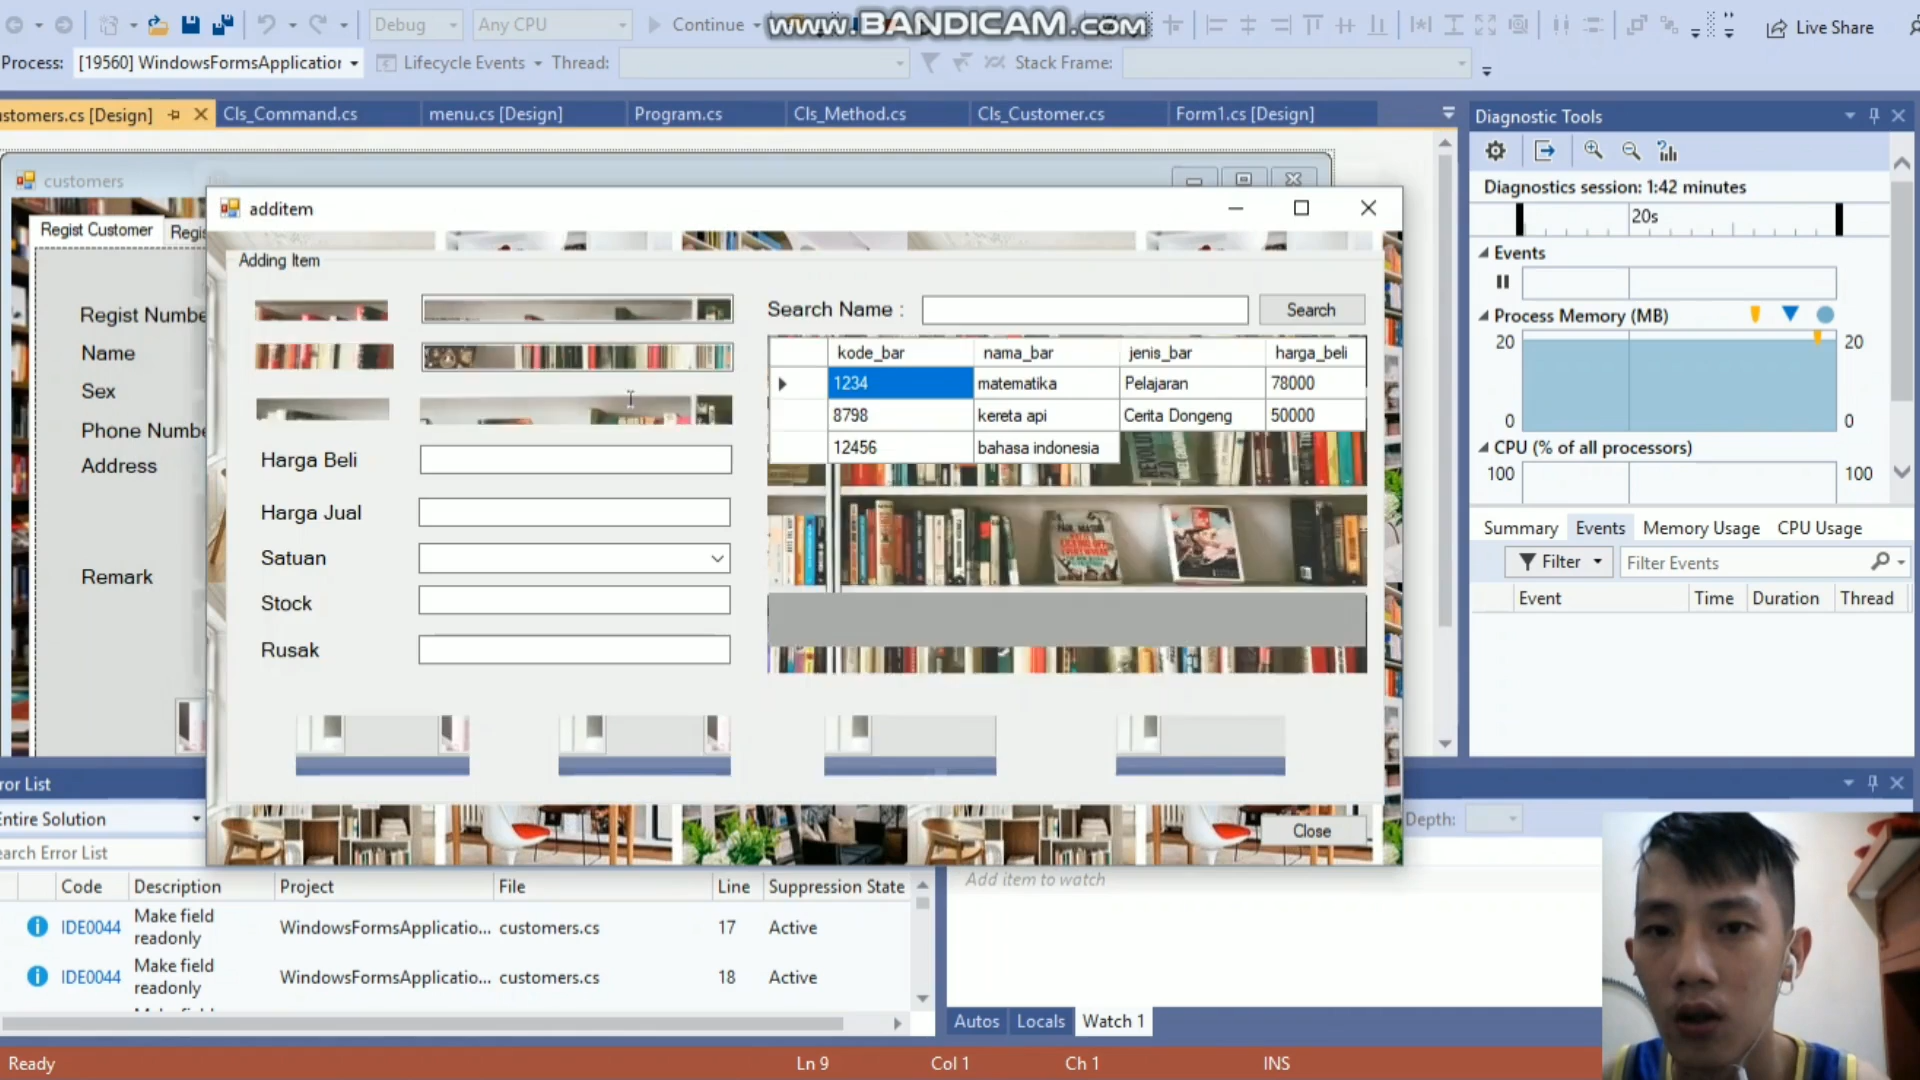 Debug
Any CPU
Continue
www.BANDICAM.com
Live Share
Process:
[19560] WindowsFormsApplication
Lifecycle Events
Thread:
Stack Frame:
stomers.cs [Design]
Cls_Command.cs
menu.cs [Design]
Program.cs
Cls_Method.cs
Cls_Customer.cs
Form1.cs [Design]
Diagnostic Tools
customers
Regist Customer
Regis
Regist Numbe
Name
Sex
Phone Numbe
Address
Remark
additem
Adding Item
Harga Beli
Harga Jual
Satuan
Stock
Rusak
Search Name :
Search
kode_bar nama_bar jenis_bar harga_beli
1234 matematika Pelajaran 78000
8798 kereta api Cerita Dongeng 50000
12456 bahasa indonesia
Close
Diagnostics session: 1:42 minutes
20s
Events
Process Memory (MB)
20 20
0 0
CPU (% of all processors)
100 100
Summary Events Memory Usage CPU Usage
Filter
Filter Events
Event Time Duration Thread
ror List
Entire Solution
earch Error List
Code Description Project File Line Suppression State
IDE0044 Make field readonly WindowsFormsApplicatio... customers.cs 17 Active
IDE0044 Make field readonly WindowsFormsApplicatio... customers.cs 18 Active
Depth:
Add item to watch
Autos Locals Watch 1
Ready
Ln 9
Col 1
Ch 1
INS